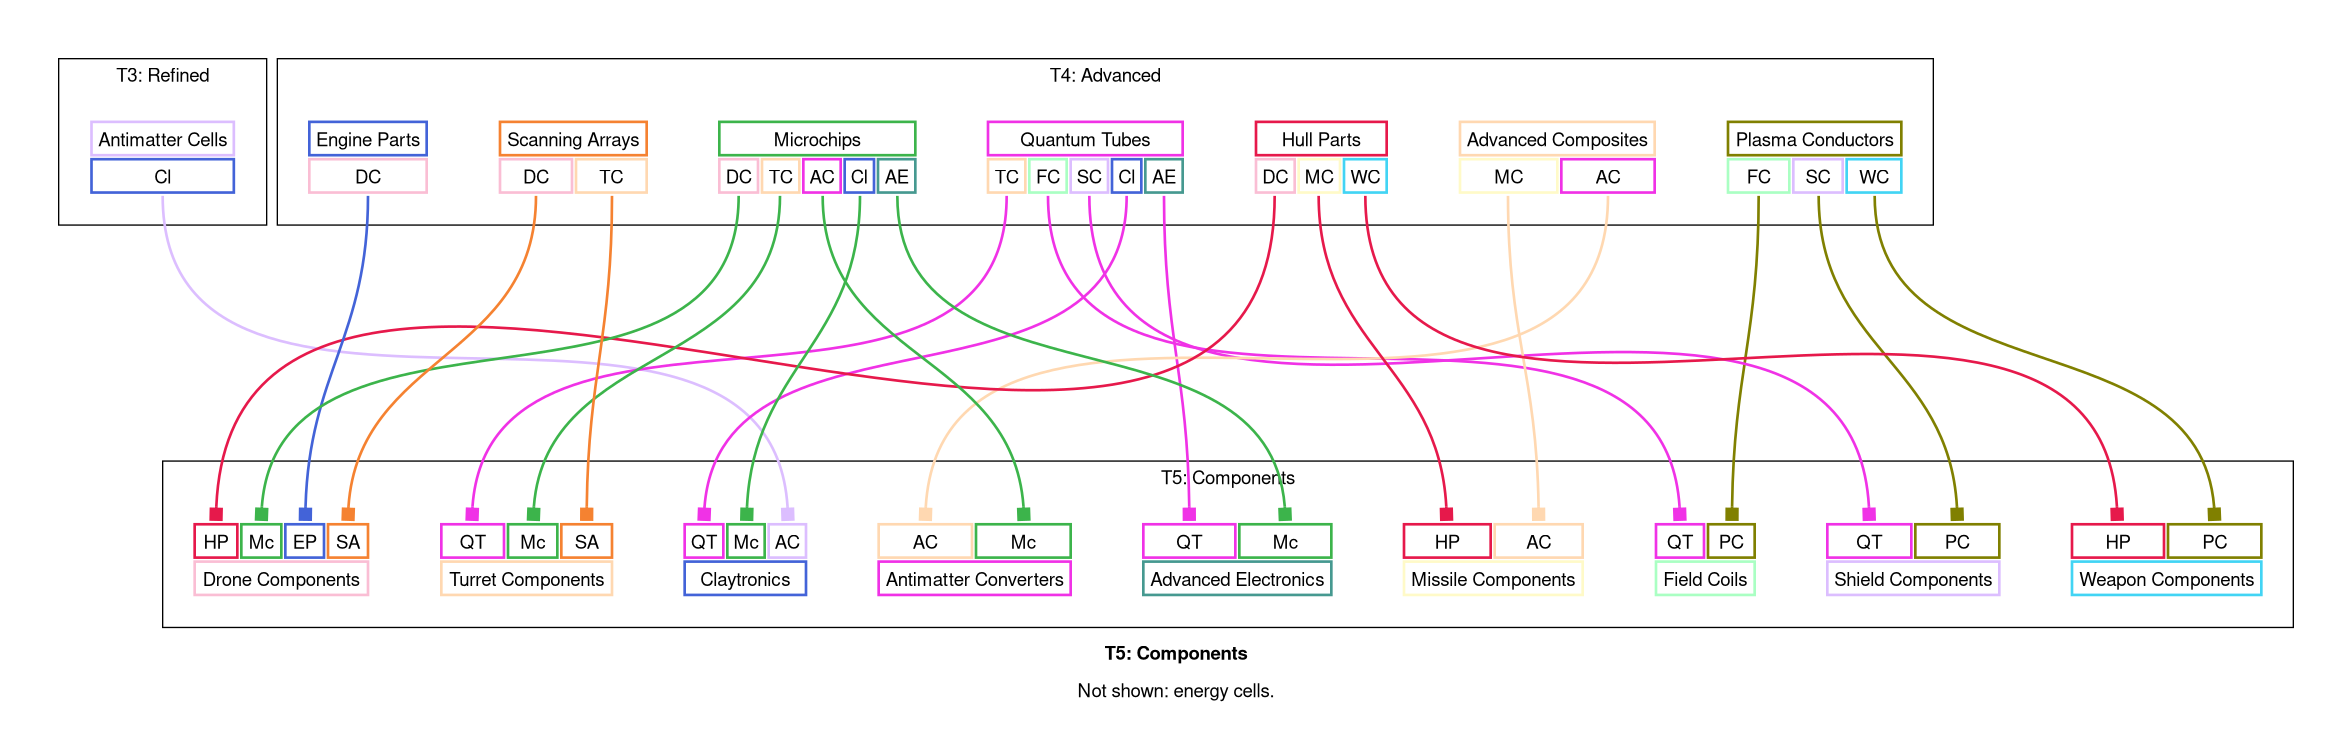 T3: Refined
T4: Advanced
Antimatter Cells
Cl
Engine Parts
DC
Scanning Arrays
DC TC
Microchips
DC TC AC Cl AE
Quantum Tubes
TC FC SC Cl AE
Hull Parts
DC MC WC
Advanced Composites
MC AC
Plasma Conductors
FC SC WC
T5: Components
HP Mc EP SA
Drone Components
QT Mc SA
Turret Components
QT Mc AC
Claytronics
AC Mc
Antimatter Converters
QT Mc
Advanced Electronics
HP AC
Missile Components
QT PC
Field Coils
QT PC
Shield Components
HP PC
Weapon Components
T5: Components
Not shown: energy cells.